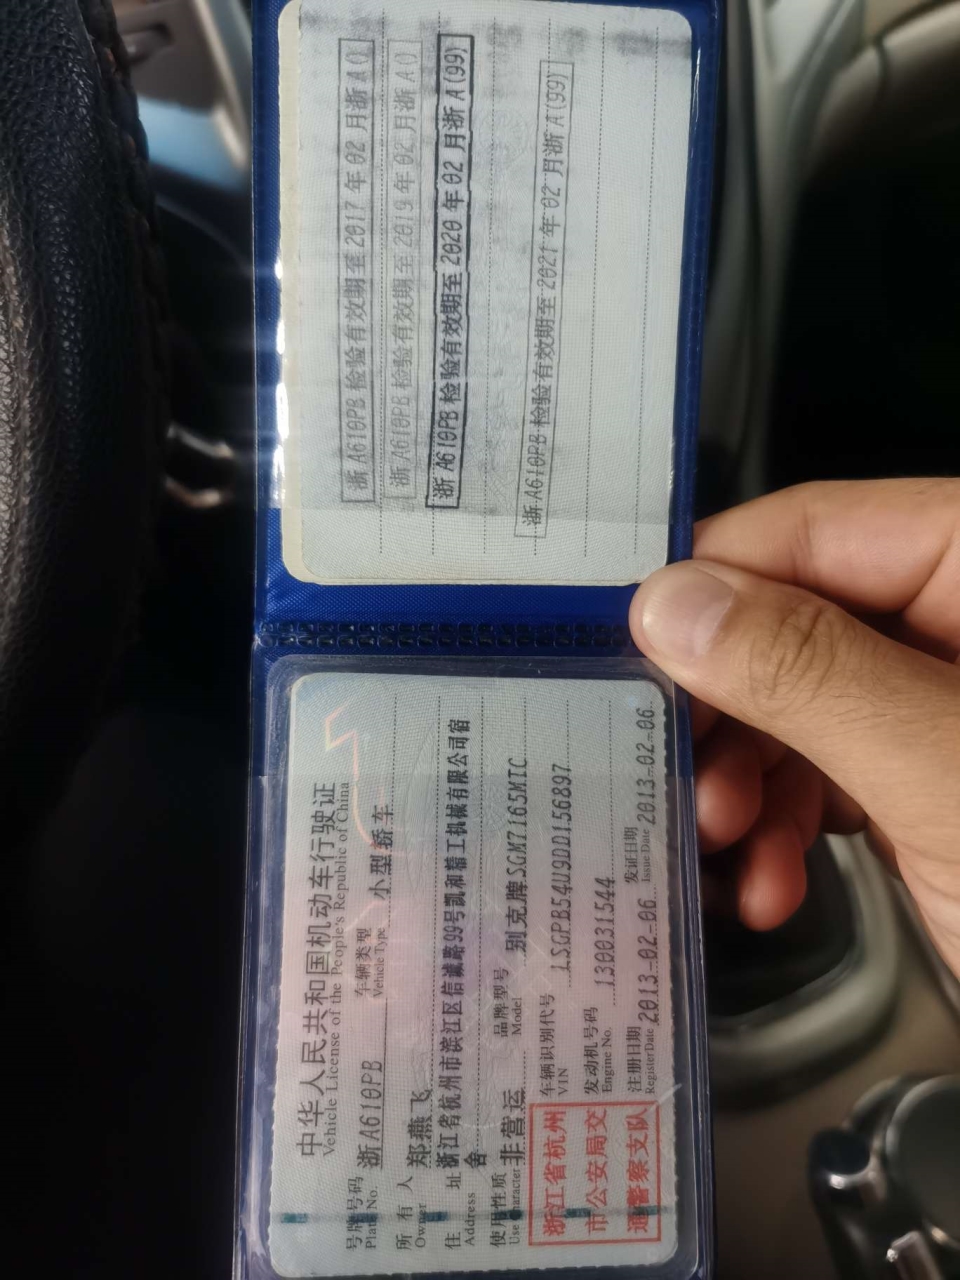 中华人民共和国机动车行驶证
Vehicle License of the People's Republic of China
号牌号码 浙A610PB 车辆类型 小型轿车
Plate No. Vehicle Type
所有人 郑燕飞
Owner
住址 浙江省杭州市滨江区信诚路99号凯和精工机械有限公司宿
Address 舍
使用性质 非营运 品牌型号 别克牌SGM7165MTC
Use Character Model
浙江省杭州
市公安局交
通警察支队
车辆识别代号 LSGPB54U9DD156897
VIN
发动机号码 130031544
Engine No.
注册日期 2013-02-06 发证日期 2013-02-06
Register Date Issue Date
浙A610PB 检验有效期至2017年02月浙A()
浙A610PB 检验有效期至2019年02月浙A()
浙A610PB 检验有效期至2020年02月浙A(99)
浙A610PB 检验有效期至2021年02月浙A(99)